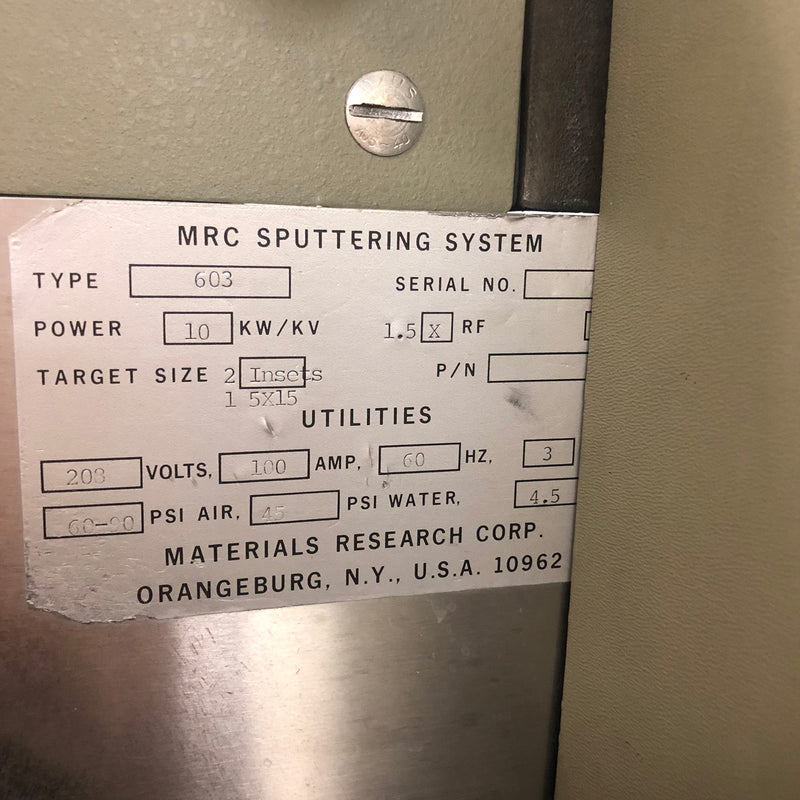 MRC SPUTTERING SYSTEM
TYPE 603 SERIAL NO.
POWER 10 KW/KV 1.5 X RF
TARGET SIZE 2 Insets P/N
1 5X15
UTILITIES
208 VOLTS, 100 AMP, 60 HZ, 3
60-90 PSI AIR, 45 PSI WATER, 4.5
MATERIALS RESEARCH CORP.
ORANGEBURG, N.Y., U.S.A. 10962